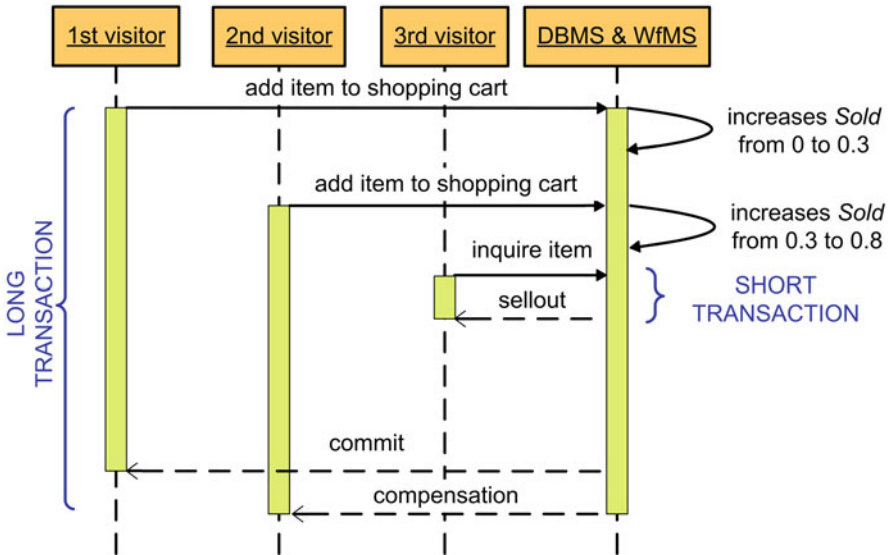 1st visitor
2nd visitor
3rd visitor
DBMS & WfMS
add item to shopping cart
increases Sold
from 0 to 0.3
add item to shopping cart
increases Sold
from 0.3 to 0.8
inquire item
sellout
SHORT
TRANSACTION
LONG
TRANSACTION
commit
compensation